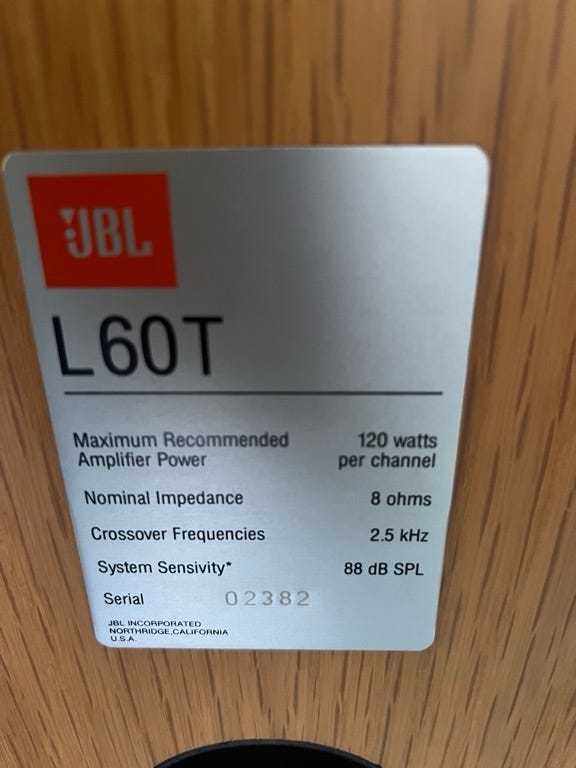 JBL
L60T
Maximum Recommended 120 watts
Amplifier Power per channel
Nominal Impedance 8 ohms
Crossover Frequencies 2.5 kHz
System Sensivity* 88 dB SPL
Serial 02382
JBL INCORPORATED
NORTHRIDGE,CALIFORNIA
U.S.A.